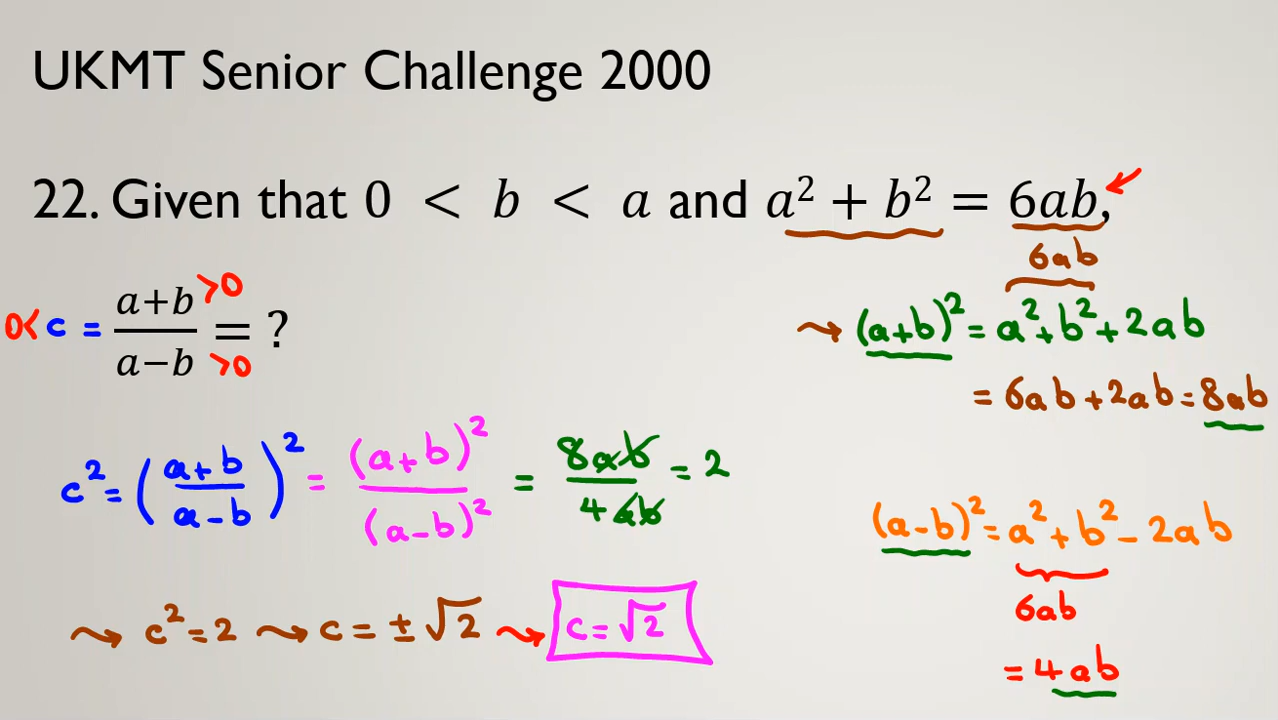 UKMT Senior Challenge 2000
22. Given that 0 < b < a and a² + b² = 6ab,
6ab
0< c = (a+b)/(a−b) = ?
>0
>0
⇝ (a+b)² = a²+b²+2ab
= 6ab+2ab = 8ab
c² = ((a+b)/(a-b))² = (a+b)²/(a-b)² = 8ab/4ab = 2
(a-b)² = a²+b²-2ab
6ab
= 4ab
⇝ c²=2 ⇝ c = ±√2 ⇝ c=√2